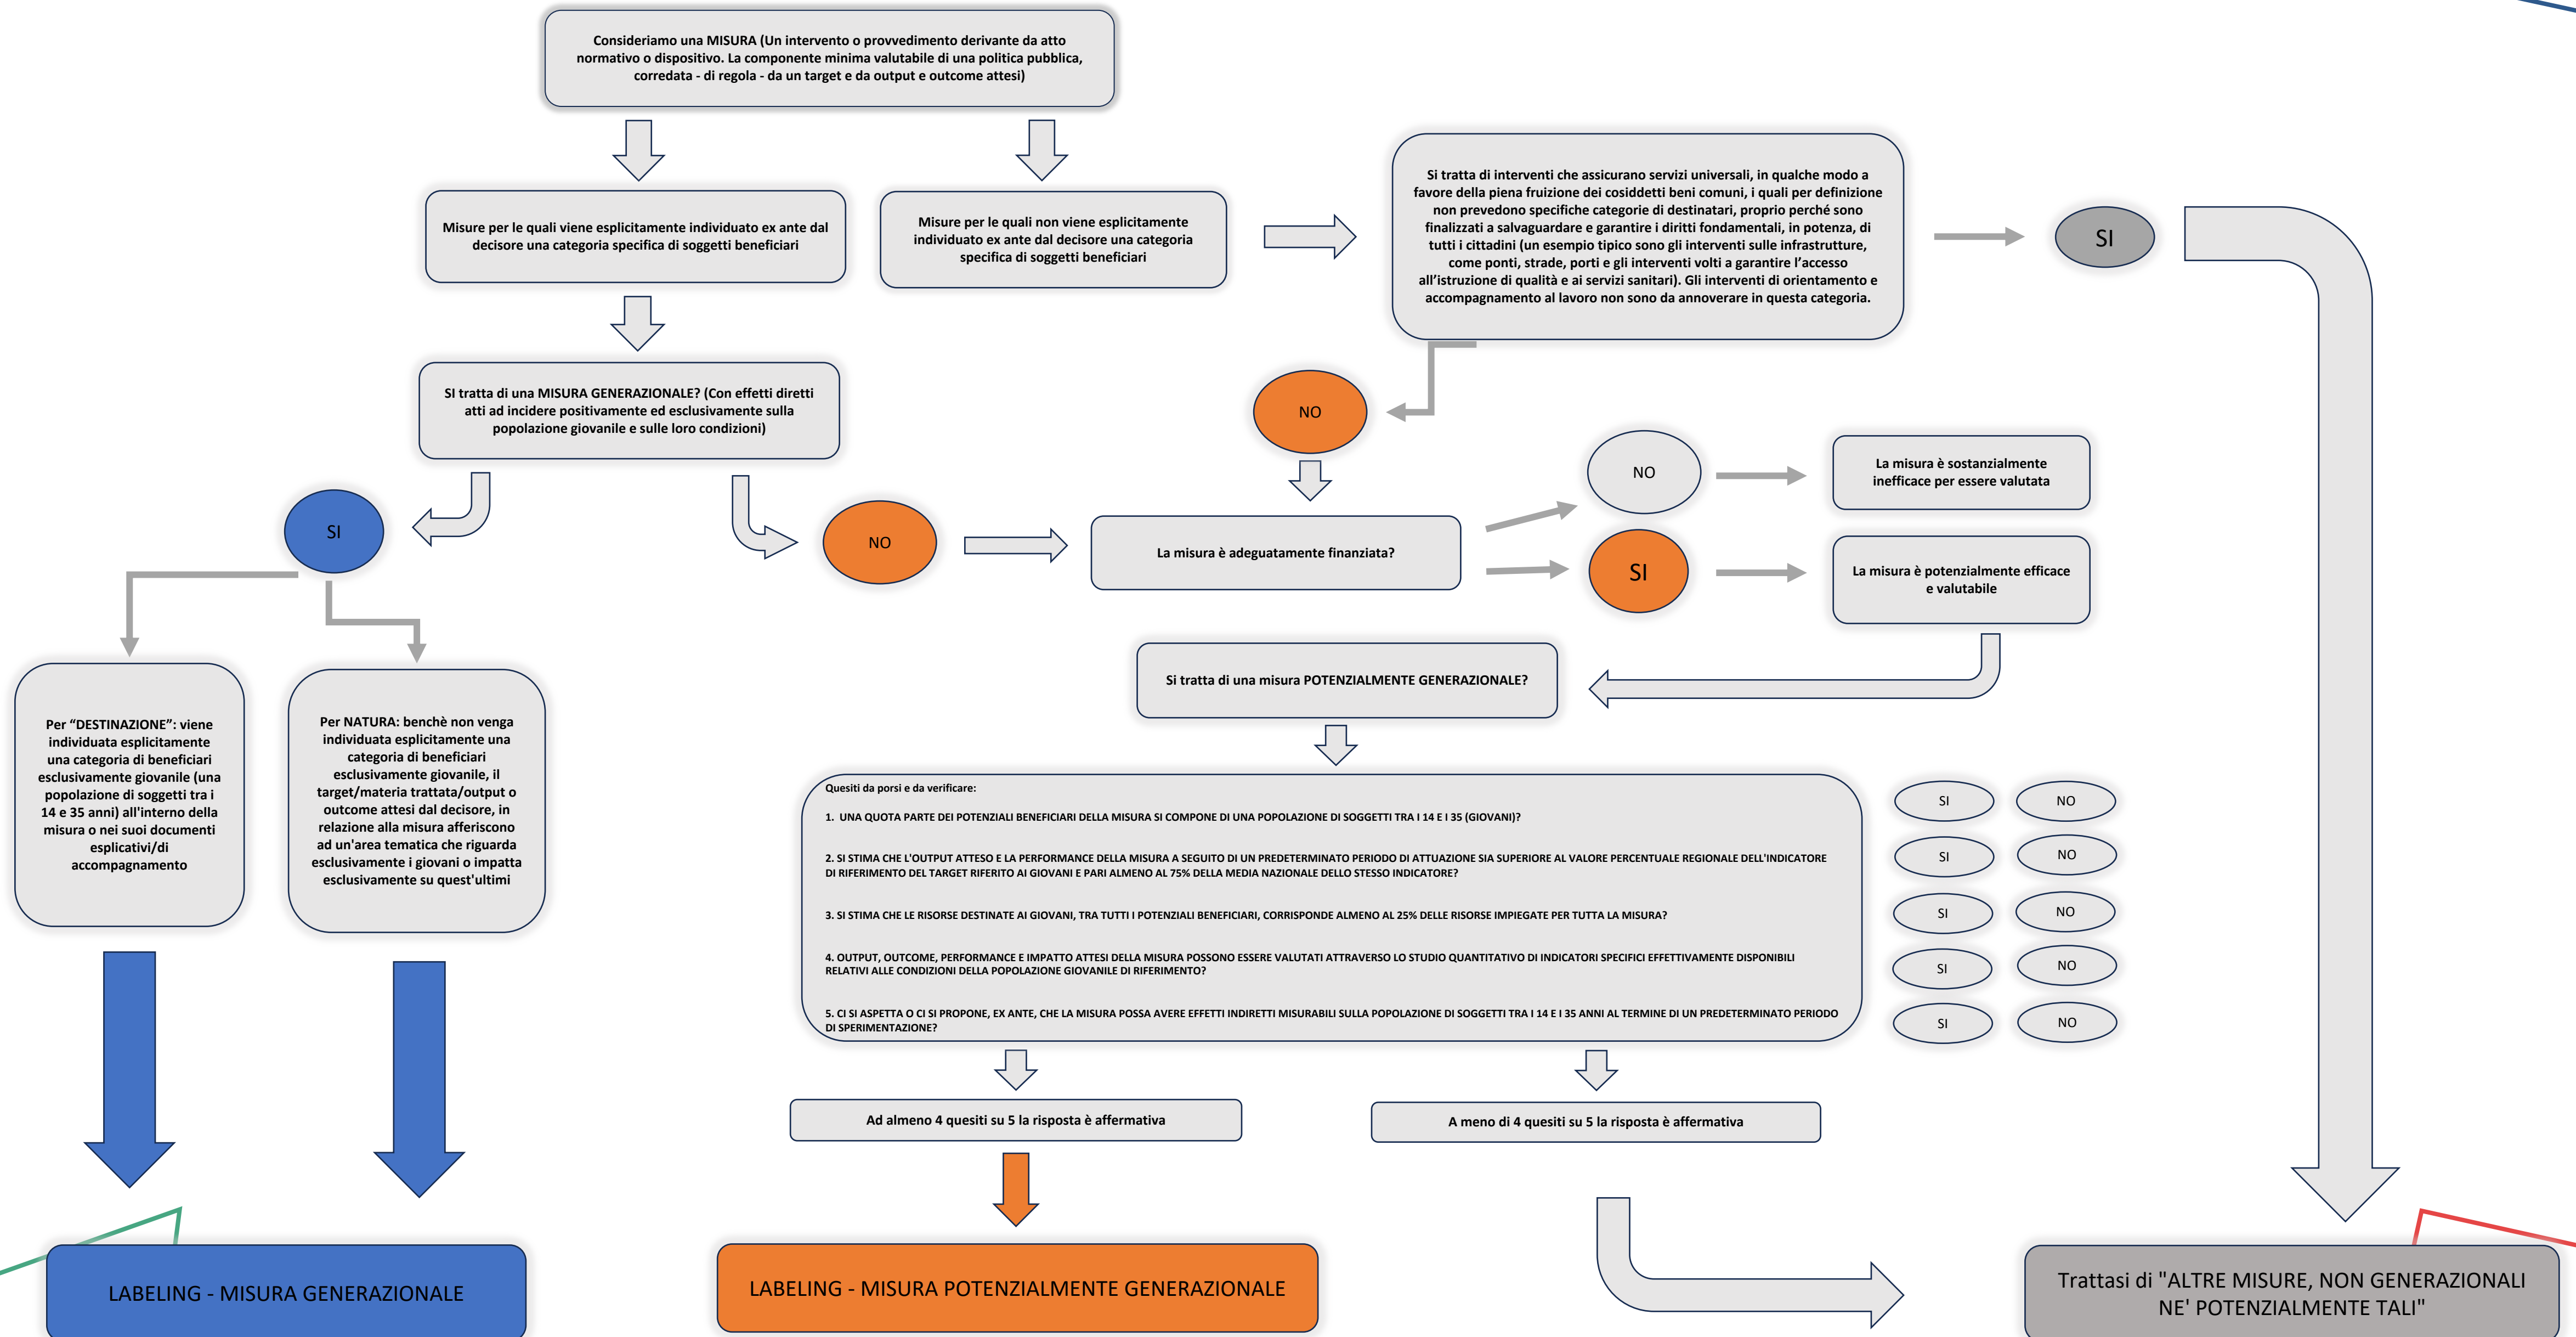 Consideriamo una MISURA (Un intervento o provvedimento derivante da atto
normativo o dispositivo. La componente minima valutabile di una politica pubblica,
corredata - di regola - da un target e da output e outcome attesi)
Misure per le quali viene esplicitamente individuato ex ante dal
decisore una categoria specifica di soggetti beneficiari
Misure per le quali non viene esplicitamente
individuato ex ante dal decisore una categoria
specifica di soggetti beneficiari
Si tratta di interventi che assicurano servizi universali, in qualche modo a
favore della piena fruizione dei cosiddetti beni comuni, i quali per definizione
non prevedono specifiche categorie di destinatari, proprio perché sono
finalizzati a salvaguardare e garantire i diritti fondamentali, in potenza, di
tutti i cittadini (un esempio tipico sono gli interventi sulle infrastrutture,
come ponti, strade, porti e gli interventi volti a garantire l’accesso
all’istruzione di qualità e ai servizi sanitari). Gli interventi di orientamento e
accompagnamento al lavoro non sono da annoverare in questa categoria.
SI
SI tratta di una MISURA GENERAZIONALE? (Con effetti diretti
atti ad incidere positivamente ed esclusivamente sulla
popolazione giovanile e sulle loro condizioni)
NO
SI
NO
La misura è adeguatamente finanziata?
NO
La misura è sostanzialmente
inefficace per essere valutata
SI
La misura è potenzialmente efficace
e valutabile
Si tratta di una misura POTENZIALMENTE GENERAZIONALE?
Per “DESTINAZIONE”: viene
individuata esplicitamente
una categoria di beneficiari
esclusivamente giovanile (una
popolazione di soggetti tra i
14 e 35 anni) all'interno della
misura o nei suoi documenti
esplicativi/di
accompagnamento
Per NATURA: benchè non venga
individuata esplicitamente una
categoria di beneficiari
esclusivamente giovanile, il
target/materia trattata/output o
outcome attesi dal decisore, in
relazione alla misura afferiscono
ad un'area tematica che riguarda
esclusivamente i giovani o impatta
esclusivamente su quest'ultimi
Quesiti da porsi e da verificare:
1. UNA QUOTA PARTE DEI POTENZIALI BENEFICIARI DELLA MISURA SI COMPONE DI UNA POPOLAZIONE DI SOGGETTI TRA I 14 E I 35 (GIOVANI)?
SI NO
2. SI STIMA CHE L'OUTPUT ATTESO E LA PERFORMANCE DELLA MISURA A SEGUITO DI UN PREDETERMINATO PERIODO DI ATTUAZIONE SIA SUPERIORE AL VALORE PERCENTUALE REGIONALE DELL'INDICATORE
DI RIFERIMENTO DEL TARGET RIFERITO AI GIOVANI E PARI ALMENO AL 75% DELLA MEDIA NAZIONALE DELLO STESSO INDICATORE?
SI NO
3. SI STIMA CHE LE RISORSE DESTINATE AI GIOVANI, TRA TUTTI I POTENZIALI BENEFICIARI, CORRISPONDE ALMENO AL 25% DELLE RISORSE IMPIEGATE PER TUTTA LA MISURA?
SI NO
4. OUTPUT, OUTCOME, PERFORMANCE E IMPATTO ATTESI DELLA MISURA POSSONO ESSERE VALUTATI ATTRAVERSO LO STUDIO QUANTITATIVO DI INDICATORI SPECIFICI EFFETTIVAMENTE DISPONIBILI
RELATIVI ALLE CONDIZIONI DELLA POPOLAZIONE GIOVANILE DI RIFERIMENTO?
SI NO
5. CI SI ASPETTA O CI SI PROPONE, EX ANTE, CHE LA MISURA POSSA AVERE EFFETTI INDIRETTI MISURABILI SULLA POPOLAZIONE DI SOGGETTI TRA I 14 E I 35 ANNI AL TERMINE DI UN PREDETERMINATO PERIODO
DI SPERIMENTAZIONE?
SI NO
Ad almeno 4 quesiti su 5 la risposta è affermativa
A meno di 4 quesiti su 5 la risposta è affermativa
LABELING - MISURA GENERAZIONALE
LABELING - MISURA POTENZIALMENTE GENERAZIONALE
Trattasi di "ALTRE MISURE, NON GENERAZIONALI
NE' POTENZIALMENTE TALI"